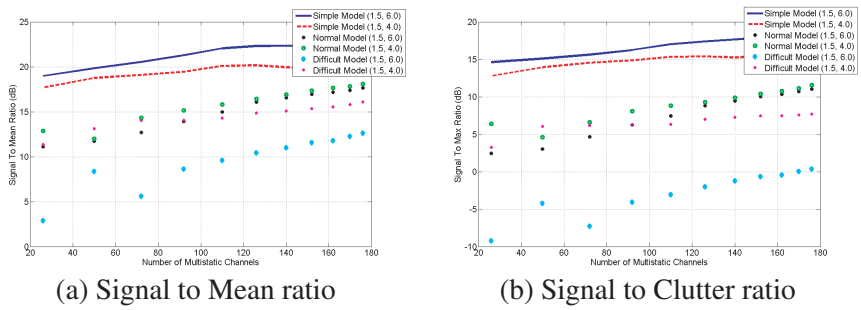 Simple Model (1.5, 6.0)
Simple Model (1.5, 4.0)
Normal Model (1.5, 6.0)
Normal Model (1.5, 4.0)
Difficult Model (1.5, 6.0)
Difficult Model (1.5, 4.0)
Signal To Mean Ratio (dB)
25
20
15
10
5
0
20 40 60 80 100 120 140 160 180
Number of Multistatic Channels
(a) Signal to Mean ratio
Simple Model (1.5, 6.0)
Simple Model (1.5, 4.0)
Normal Model (1.5, 6.0)
Normal Model (1.5, 4.0)
Difficult Model (1.5, 6.0)
Difficult Model (1.5, 4.0)
Signal To Max Ratio (dB)
20
15
10
5
0
-5
-10
20 40 60 80 100 120 140 160 180
Number of Multistatic Channels
(b) Signal to Clutter ratio